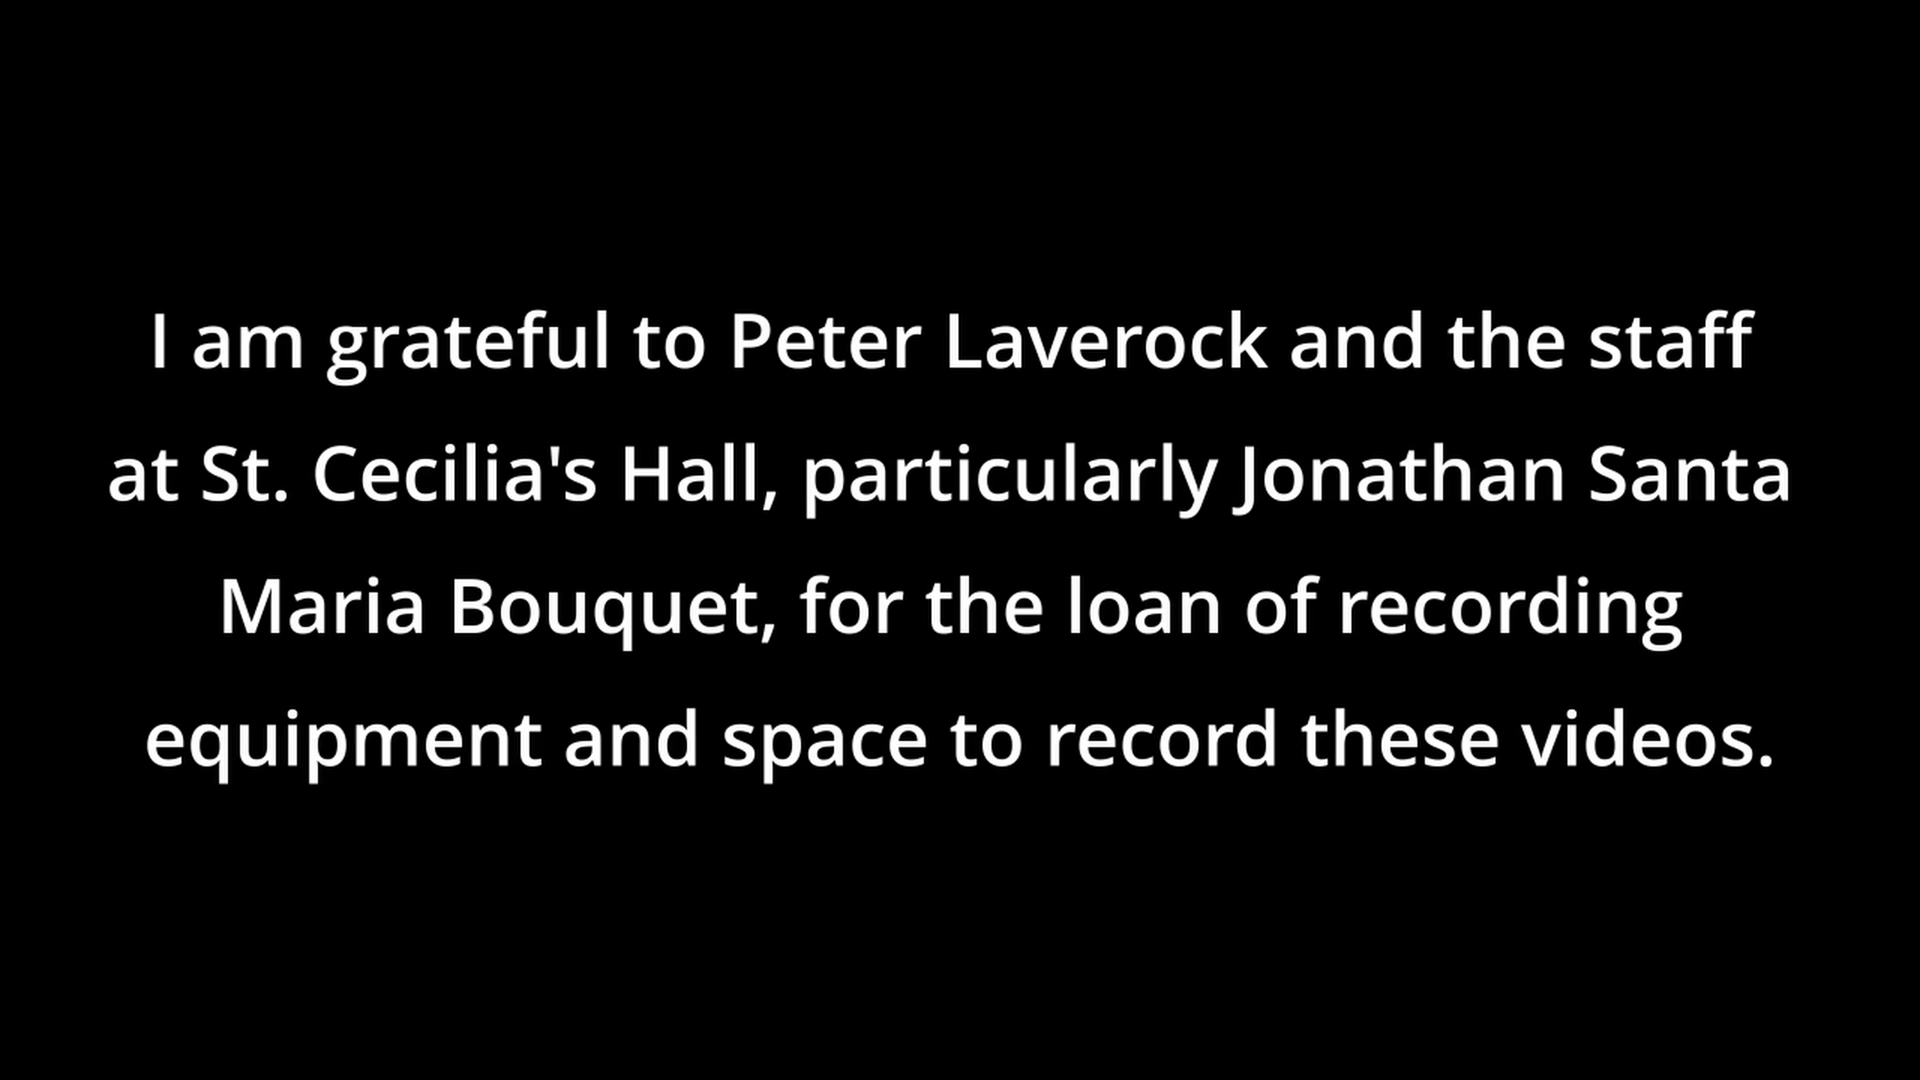 I am grateful to Peter Laverock and the staff
at St. Cecilia's Hall, particularly Jonathan Santa
Maria Bouquet, for the loan of recording
equipment and space to record these videos.